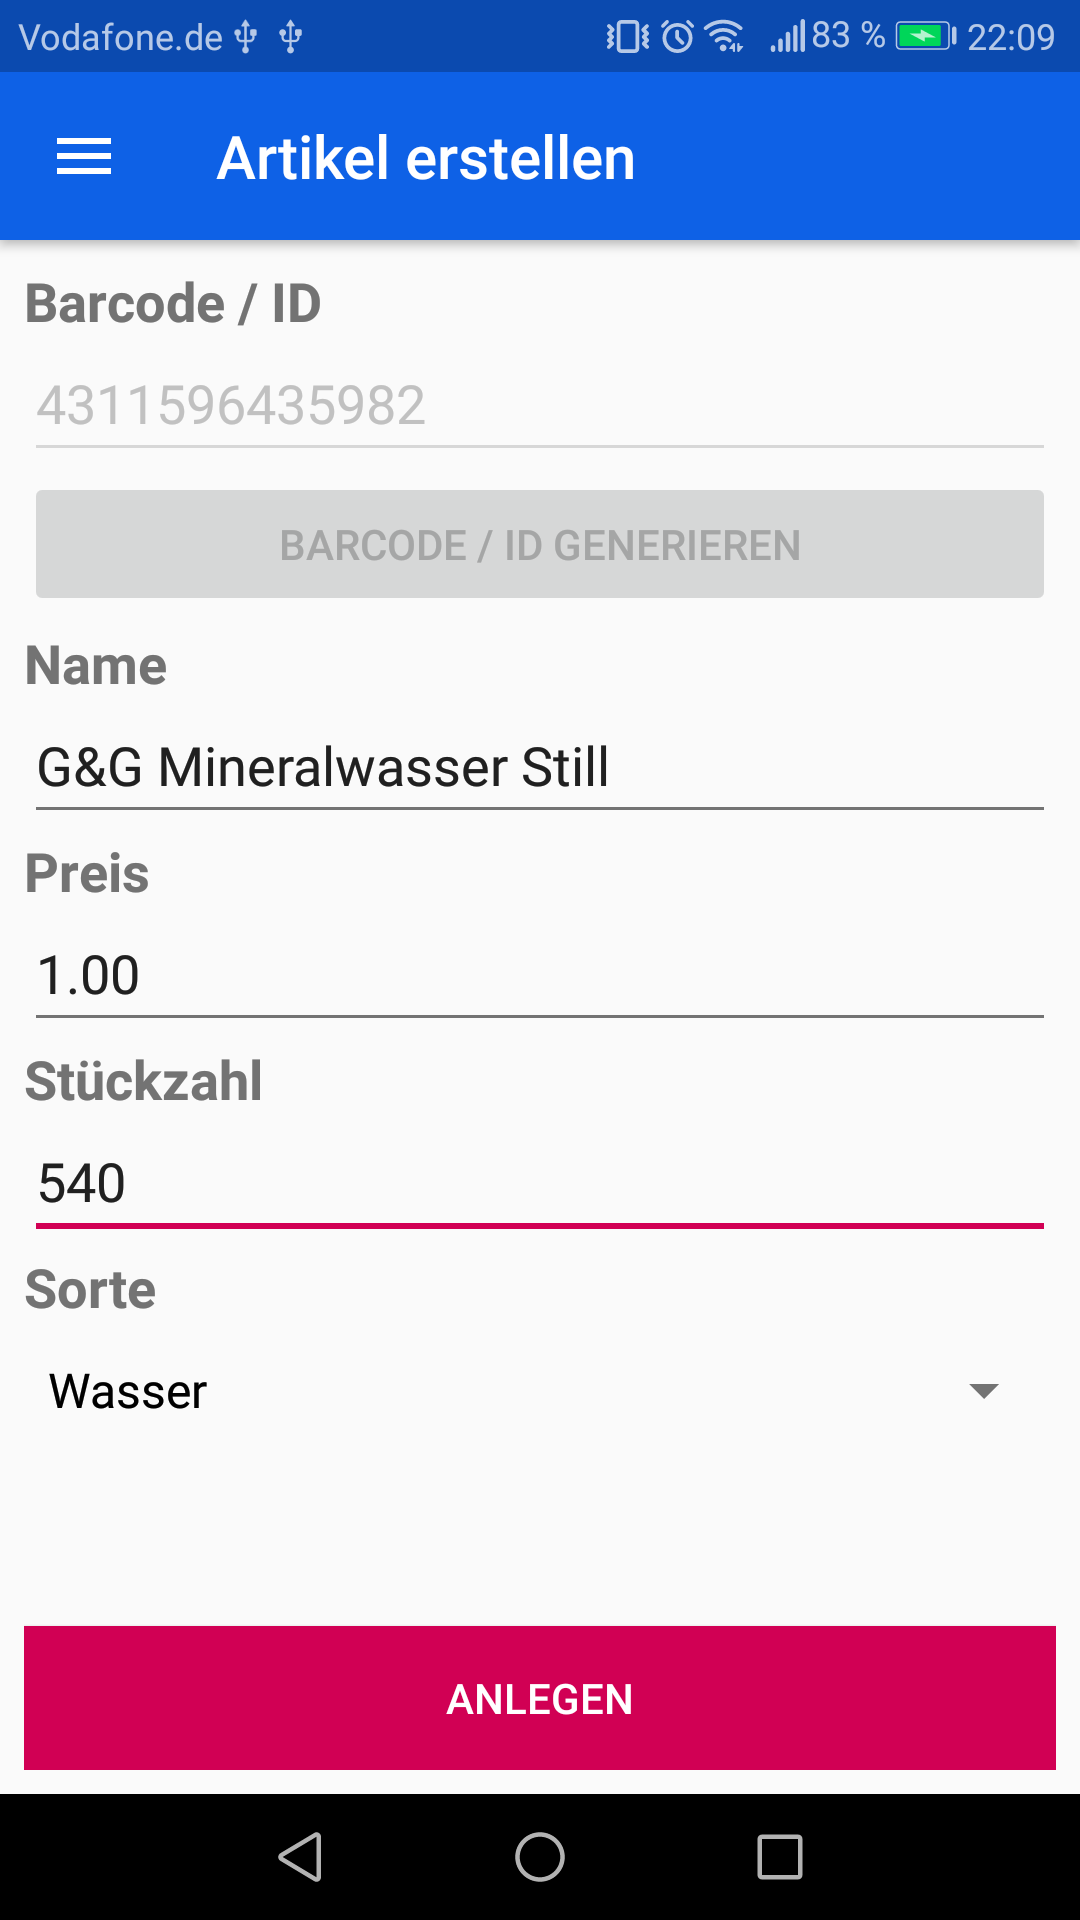 Vodafone.de 83 % 22:09
Artikel erstellen
Barcode / ID
4311596435982
BARCODE / ID GENERIEREN
Name
G&G Mineralwasser Still
Preis
1.00
Stückzahl
540
Sorte
Wasser
ANLEGEN